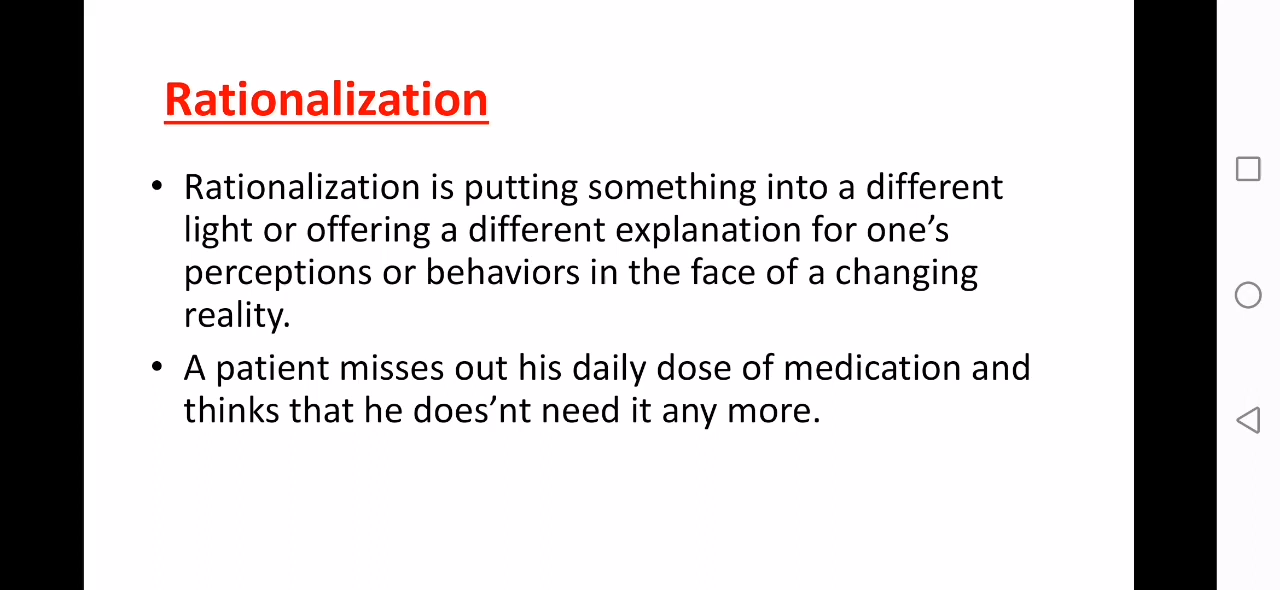 Rationalization
• Rationalization is putting something into a different
light or offering a different explanation for one’s
perceptions or behaviors in the face of a changing
reality.
• A patient misses out his daily dose of medication and
thinks that he does’nt need it any more.